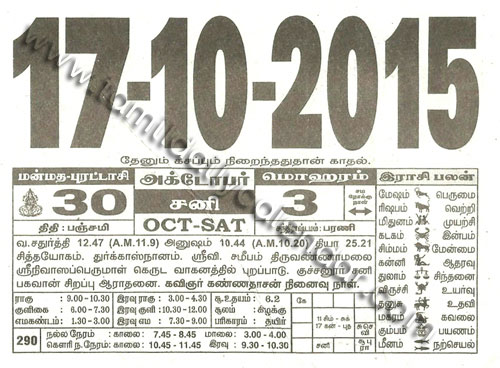 17-10-2015
www.tamildailycalendar.com
தேனும் கசப்பும் நிறைந்ததுதான் காதல்.
மன்மத-புரட்டாசி அக்டோபர் மொஹரம் இராசி பலன்
30 சனி 3
திதி : பஞ்சமி OCT-SAT பரணி
வ.சதுர்த்தி 12.47 (A.M.11.9) அனுஷம் 10.44 (A.M.10.20) தியா 25.21
சித்தயோகம். துர்க்காஸ்நானம். ஸ்ரீவி. சமீபம் திருவண்ணாமலை
ஸ்ரீநிவாஸப்பெருமாள் கெருட வாகனத்தில் புறப்பாடு. குச்சனூர் சனி
பகவான் சிறப்பு ஆராதனை. கவிஞர் கண்ணதாசன் நினைவு நாள்.
மேஷம் பெருமை
ரிஷபம் வெற்றி
மிதுனம் முயற்சி
கடகம் சுகம்
சிம்மம் சினம்
கன்னி ஆதரவு
துலாம் சிந்தனை
விருச்சி உயர்வு
தனுசு உதவி
மகரம் கவலை
கும்பம் பயணம்
மீனம் நற்செயல்
ராகு 9.00-10.30 இரவு ராகு : 3.00-4.30 சூ.உதயம் : 6.2
குளிகை : 6.00-7.30 இரவு குளி :10.30-12.00 சூலம் : கிழக்கு
எமகண்டம் : 1.30-3.00 இரவு எம : 7.30-9.00 பரிகாரம் : தயிர்
290 நல்ல நேரம் : காலை : 7.45 - 8.45 மாலை: 3.00-4.00
கௌரி ந.நேரம் : காலை : 10.45 - 11.45 இரவு : 9.30-10.30
கே
11 சிம் - சுக்
17 கன் - புத
சனி